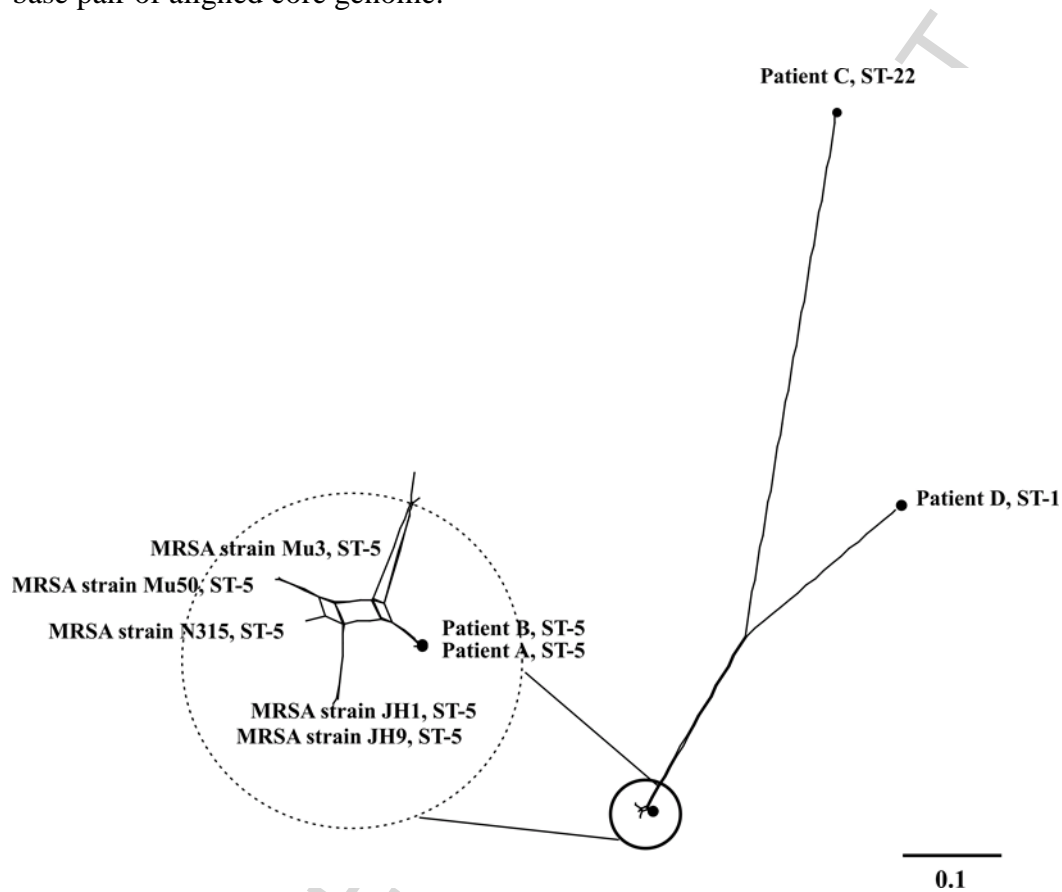 base pair of aligned core genome.
T
Patient C, ST-22
Patient D, ST-1
MRSA strain Mu3, ST-5
MRSA strain Mu50, ST-5
MRSA strain N315, ST-5
Patient B, ST-5
Patient A, ST-5
MRSA strain JH1, ST-5
MRSA strain JH9, ST-5
0.1